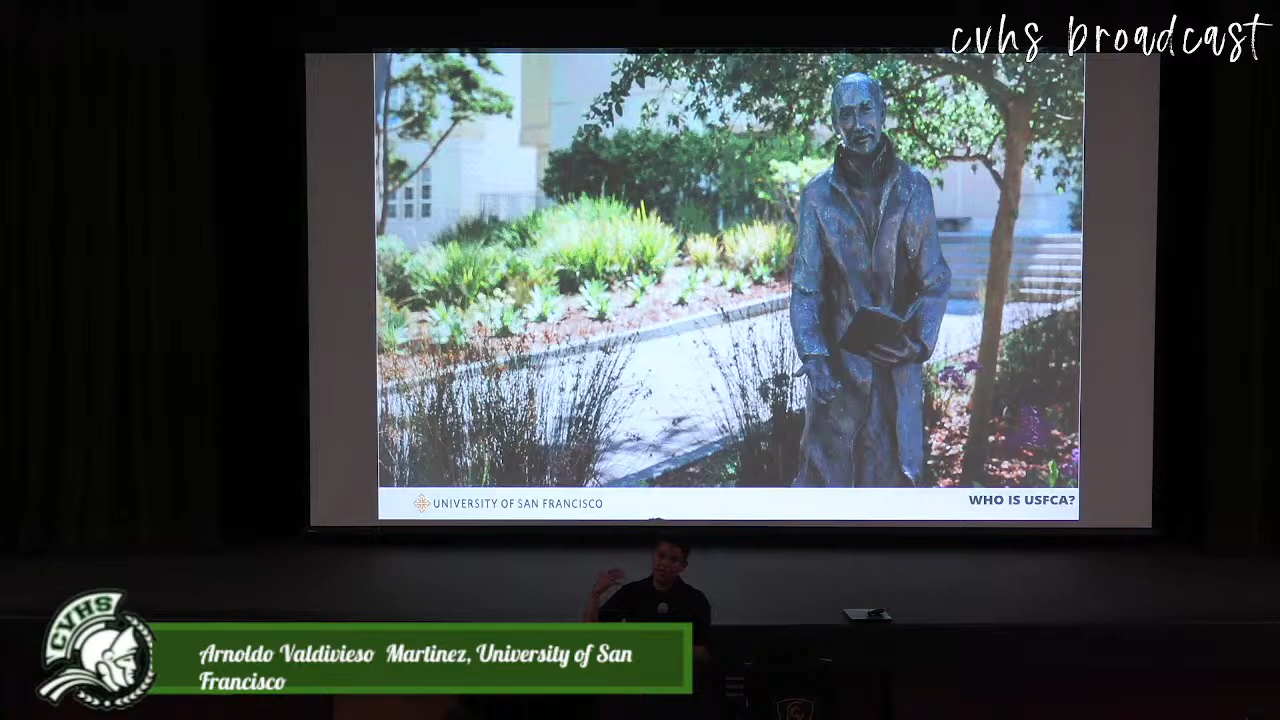 cvhs broadcast
UNIVERSITY OF SAN FRANCISCO
WHO IS USFCA?
CVHS
Arnoldo Valdivieso Martinez, University of San
Francisco